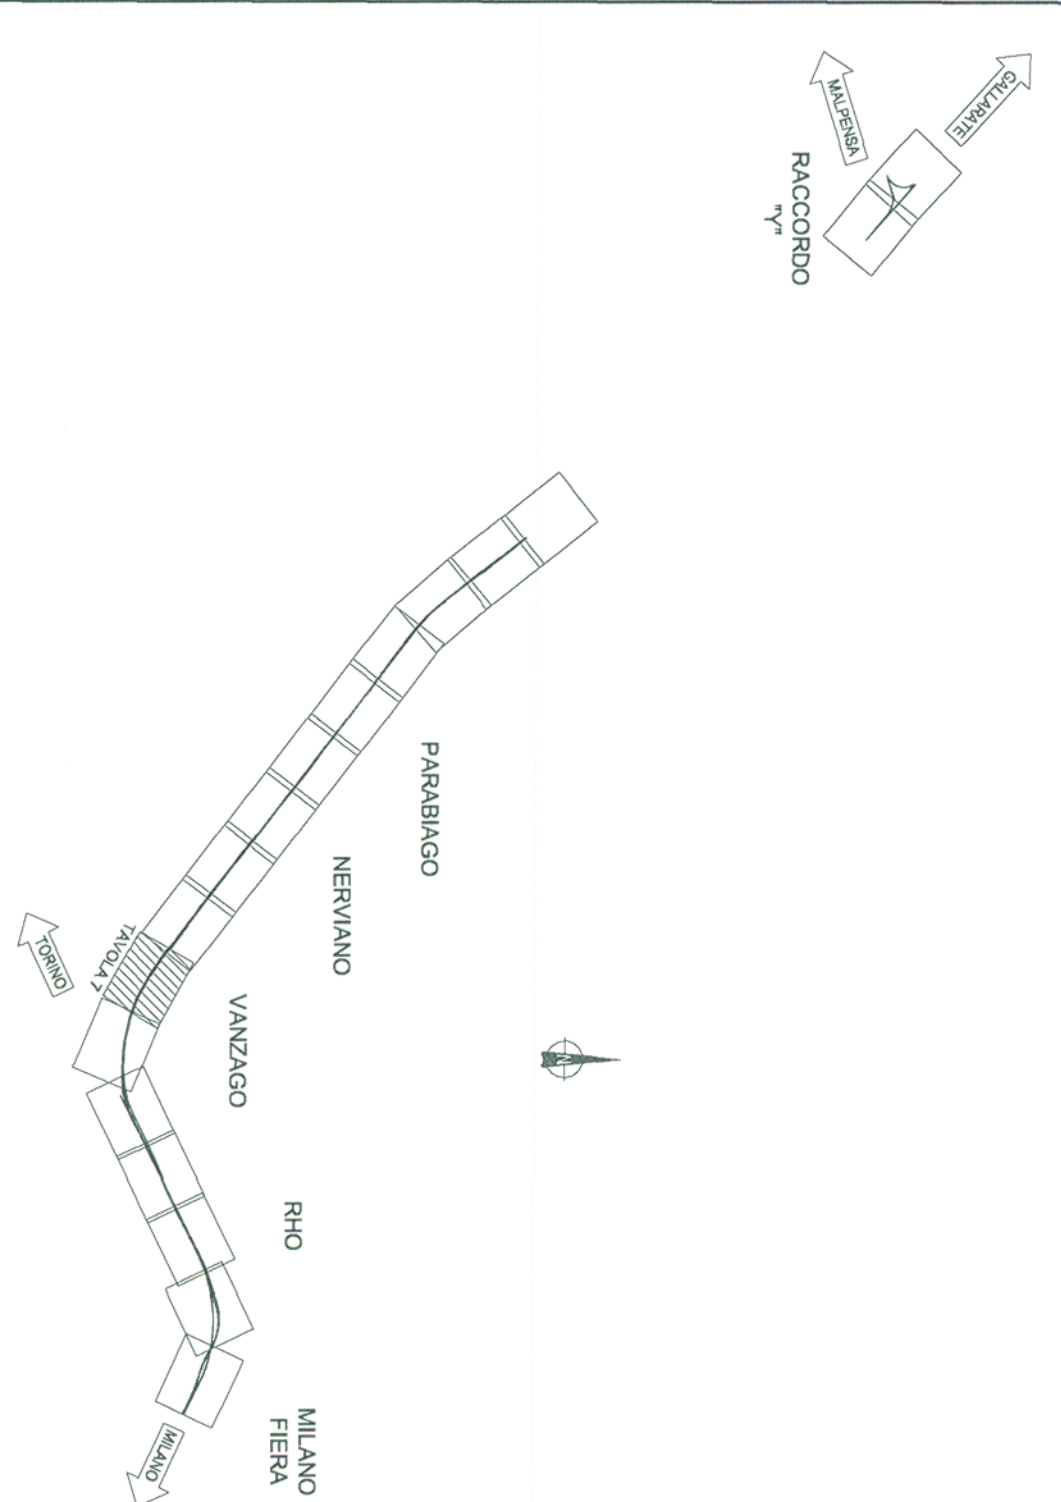 GALLARATE
MALPENSA
RACCORDO
"Y"
PARABIAGO
NERVIANO
VANZAGO
TAVOLA 7
TORINO
N
RHO
MILANO
FIERA
MILANO